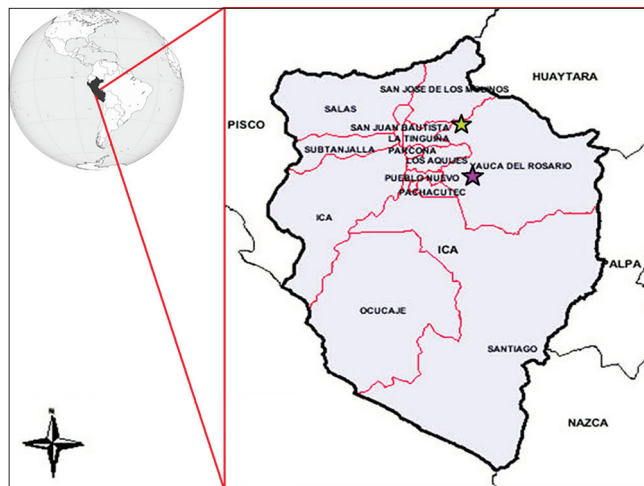 HUAYTARA
SAN JOSE DE LOS MOLINOS
SALAS
PISCO
SAN JUAN BAUTISTA
LA TINGUIÑA
SUBTANJALLA
PARCONA
LOS AQUIJES
YAUCA DEL ROSARIO
PUEBLO NUEVO
PACHACUTEC
ICA
ICA
ALPA
OCUCAJE
SANTIAGO
NAZCA
N